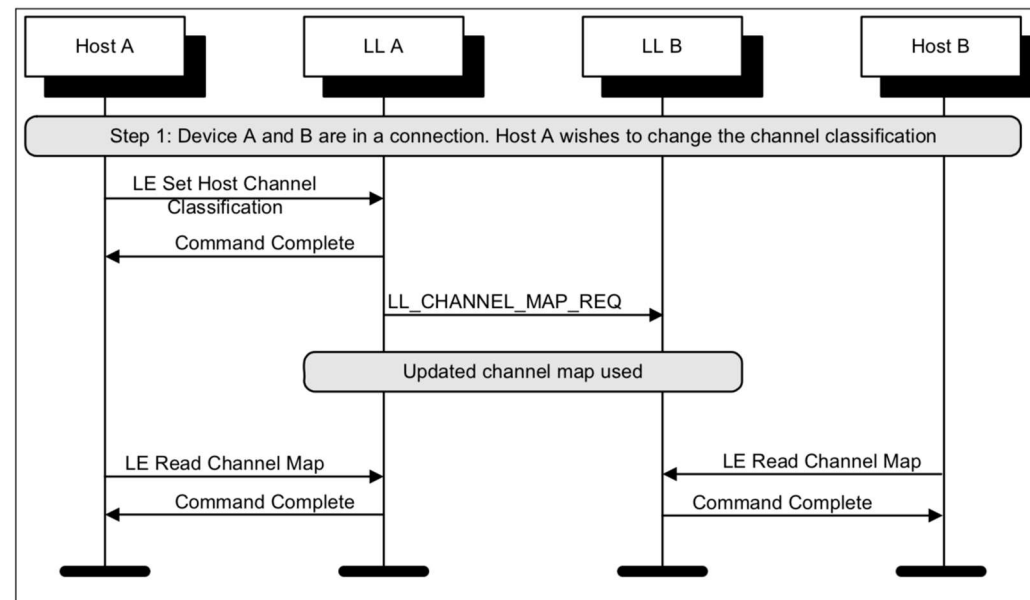 Host A
LL A
LL B
Host B
Step 1: Device A and B are in a connection. Host A wishes to change the channel classification
LE Set Host Channel
Classification
Command Complete
LL_CHANNEL_MAP_REQ
Updated channel map used
LE Read Channel Map
LE Read Channel Map
Command Complete
Command Complete